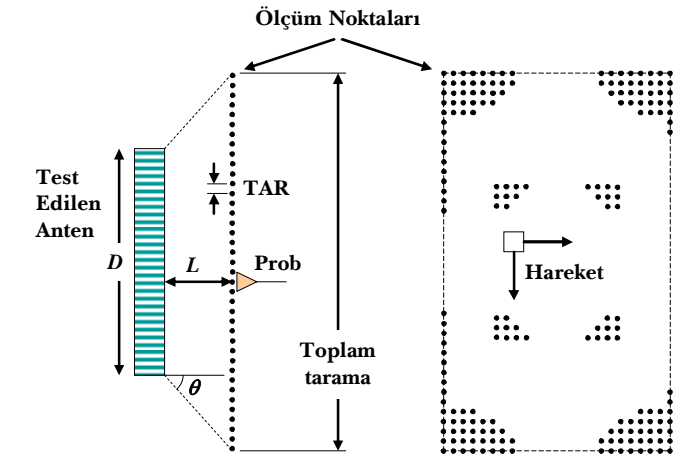 Ölçüm Noktaları
Test
Edilen
Anten
TAR
D
L
Prob
Hareket
Toplam
tarama
θ